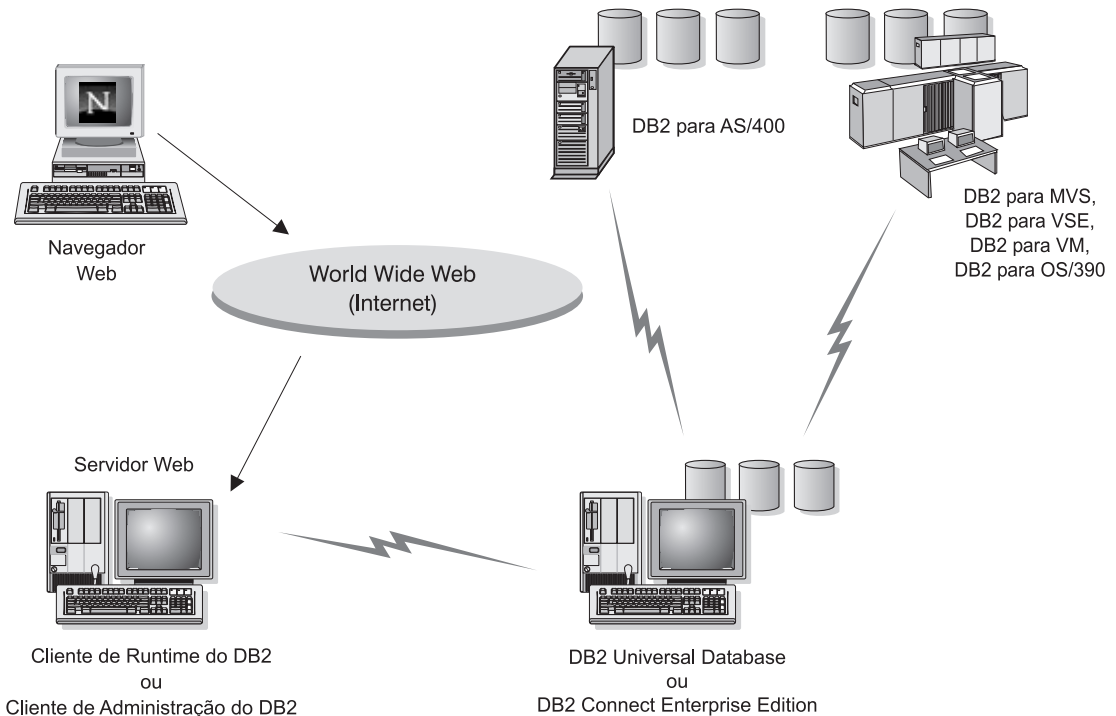 N
DB2 para AS/400
DB2 para MVS,
DB2 para VSE,
DB2 para VM,
DB2 para OS/390
Navegador
Web
World Wide Web
(Internet)
Servidor Web
Cliente de Runtime do DB2
ou
Cliente de Administração do DB2
DB2 Universal Database
ou
DB2 Connect Enterprise Edition